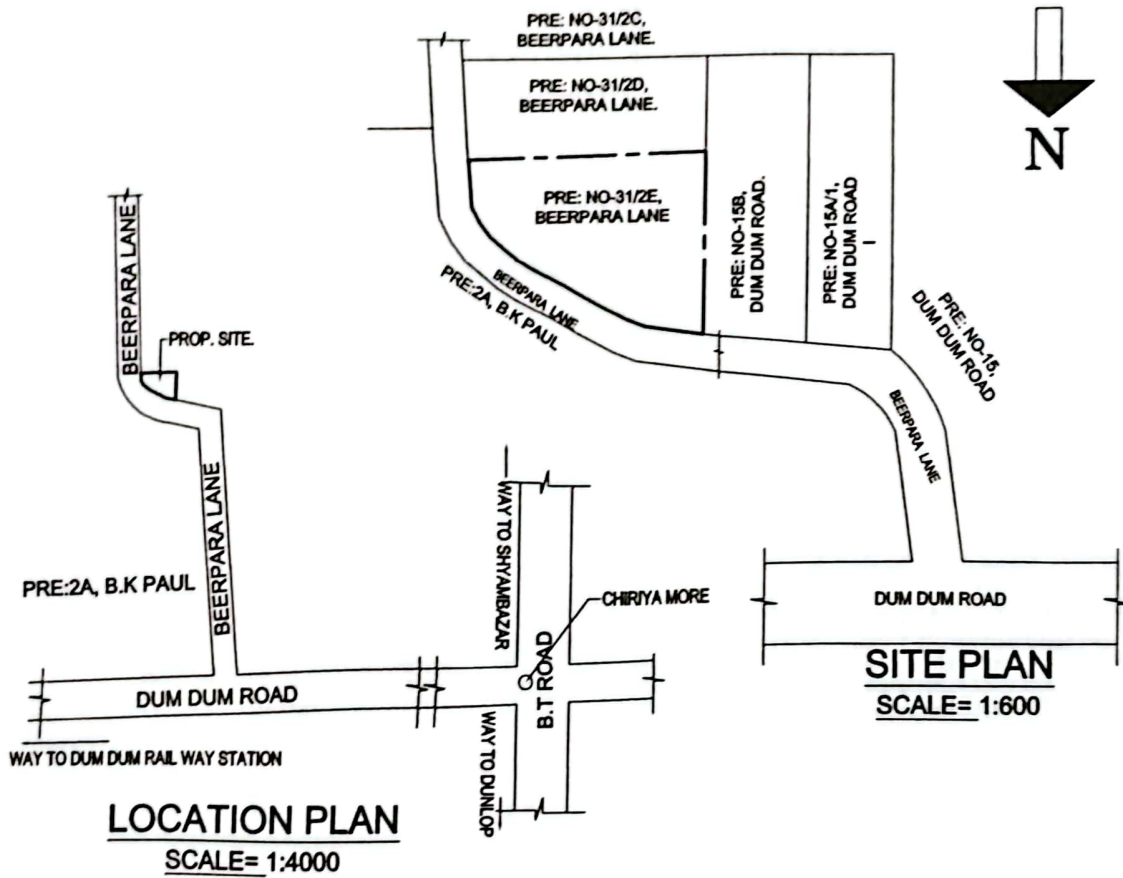 PRE: NO-31/2C,
BEERPARA LANE.
PRE: NO-31/2D,
BEERPARA LANE.
N
PRE: NO-31/2E,
BEERPARA LANE
PRE: NO-15B,
DUM DUM ROAD.
PRE: NO-15A/1,
DUM DUM ROAD
PRE: NO-15,
DUM DUM ROAD
BEERPARA LANE
PRE:2A, B.K PAUL
BEERPARA LANE
DUM DUM ROAD
SITE PLAN
SCALE= 1:600
BEERPARA LANE
PROP. SITE.
BEERPARA LANE
PRE:2A, B.K PAUL
WAY TO SHYAMBAZAR
CHIRIYA MORE
B.T ROAD
DUM DUM ROAD
WAY TO DUM DUM RAIL WAY STATION
WAY TO DUNLOP
LOCATION PLAN
SCALE= 1:4000